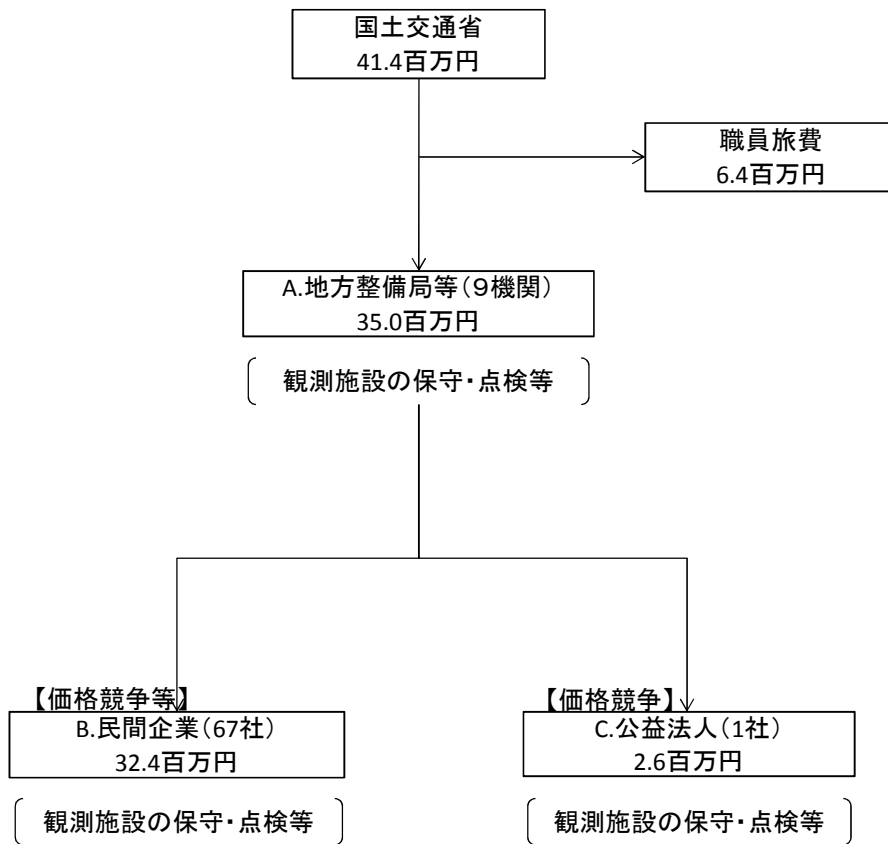 国土交通省
41.4百万円
職員旅費
6.4百万円
A.地方整備局等（９機関）
35.0百万円
観測施設の保守・点検等
【価格競争等】
B.民間企業（67社）
32.4百万円
観測施設の保守・点検等
【価格競争】
C.公益法人（1社）
2.6百万円
観測施設の保守・点検等